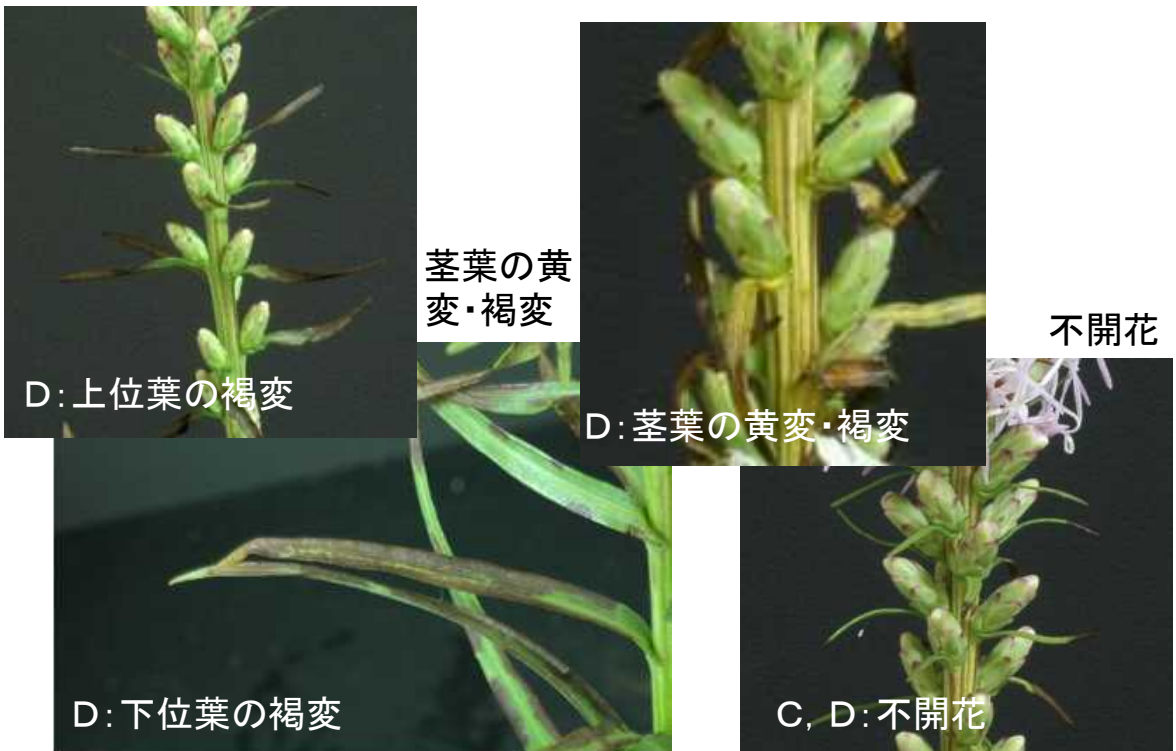 茎葉の黄
変・褐変
不開花
D:上位葉の褐変
D:茎葉の黄変・褐変
D:下位葉の褐変
C, D:不開花